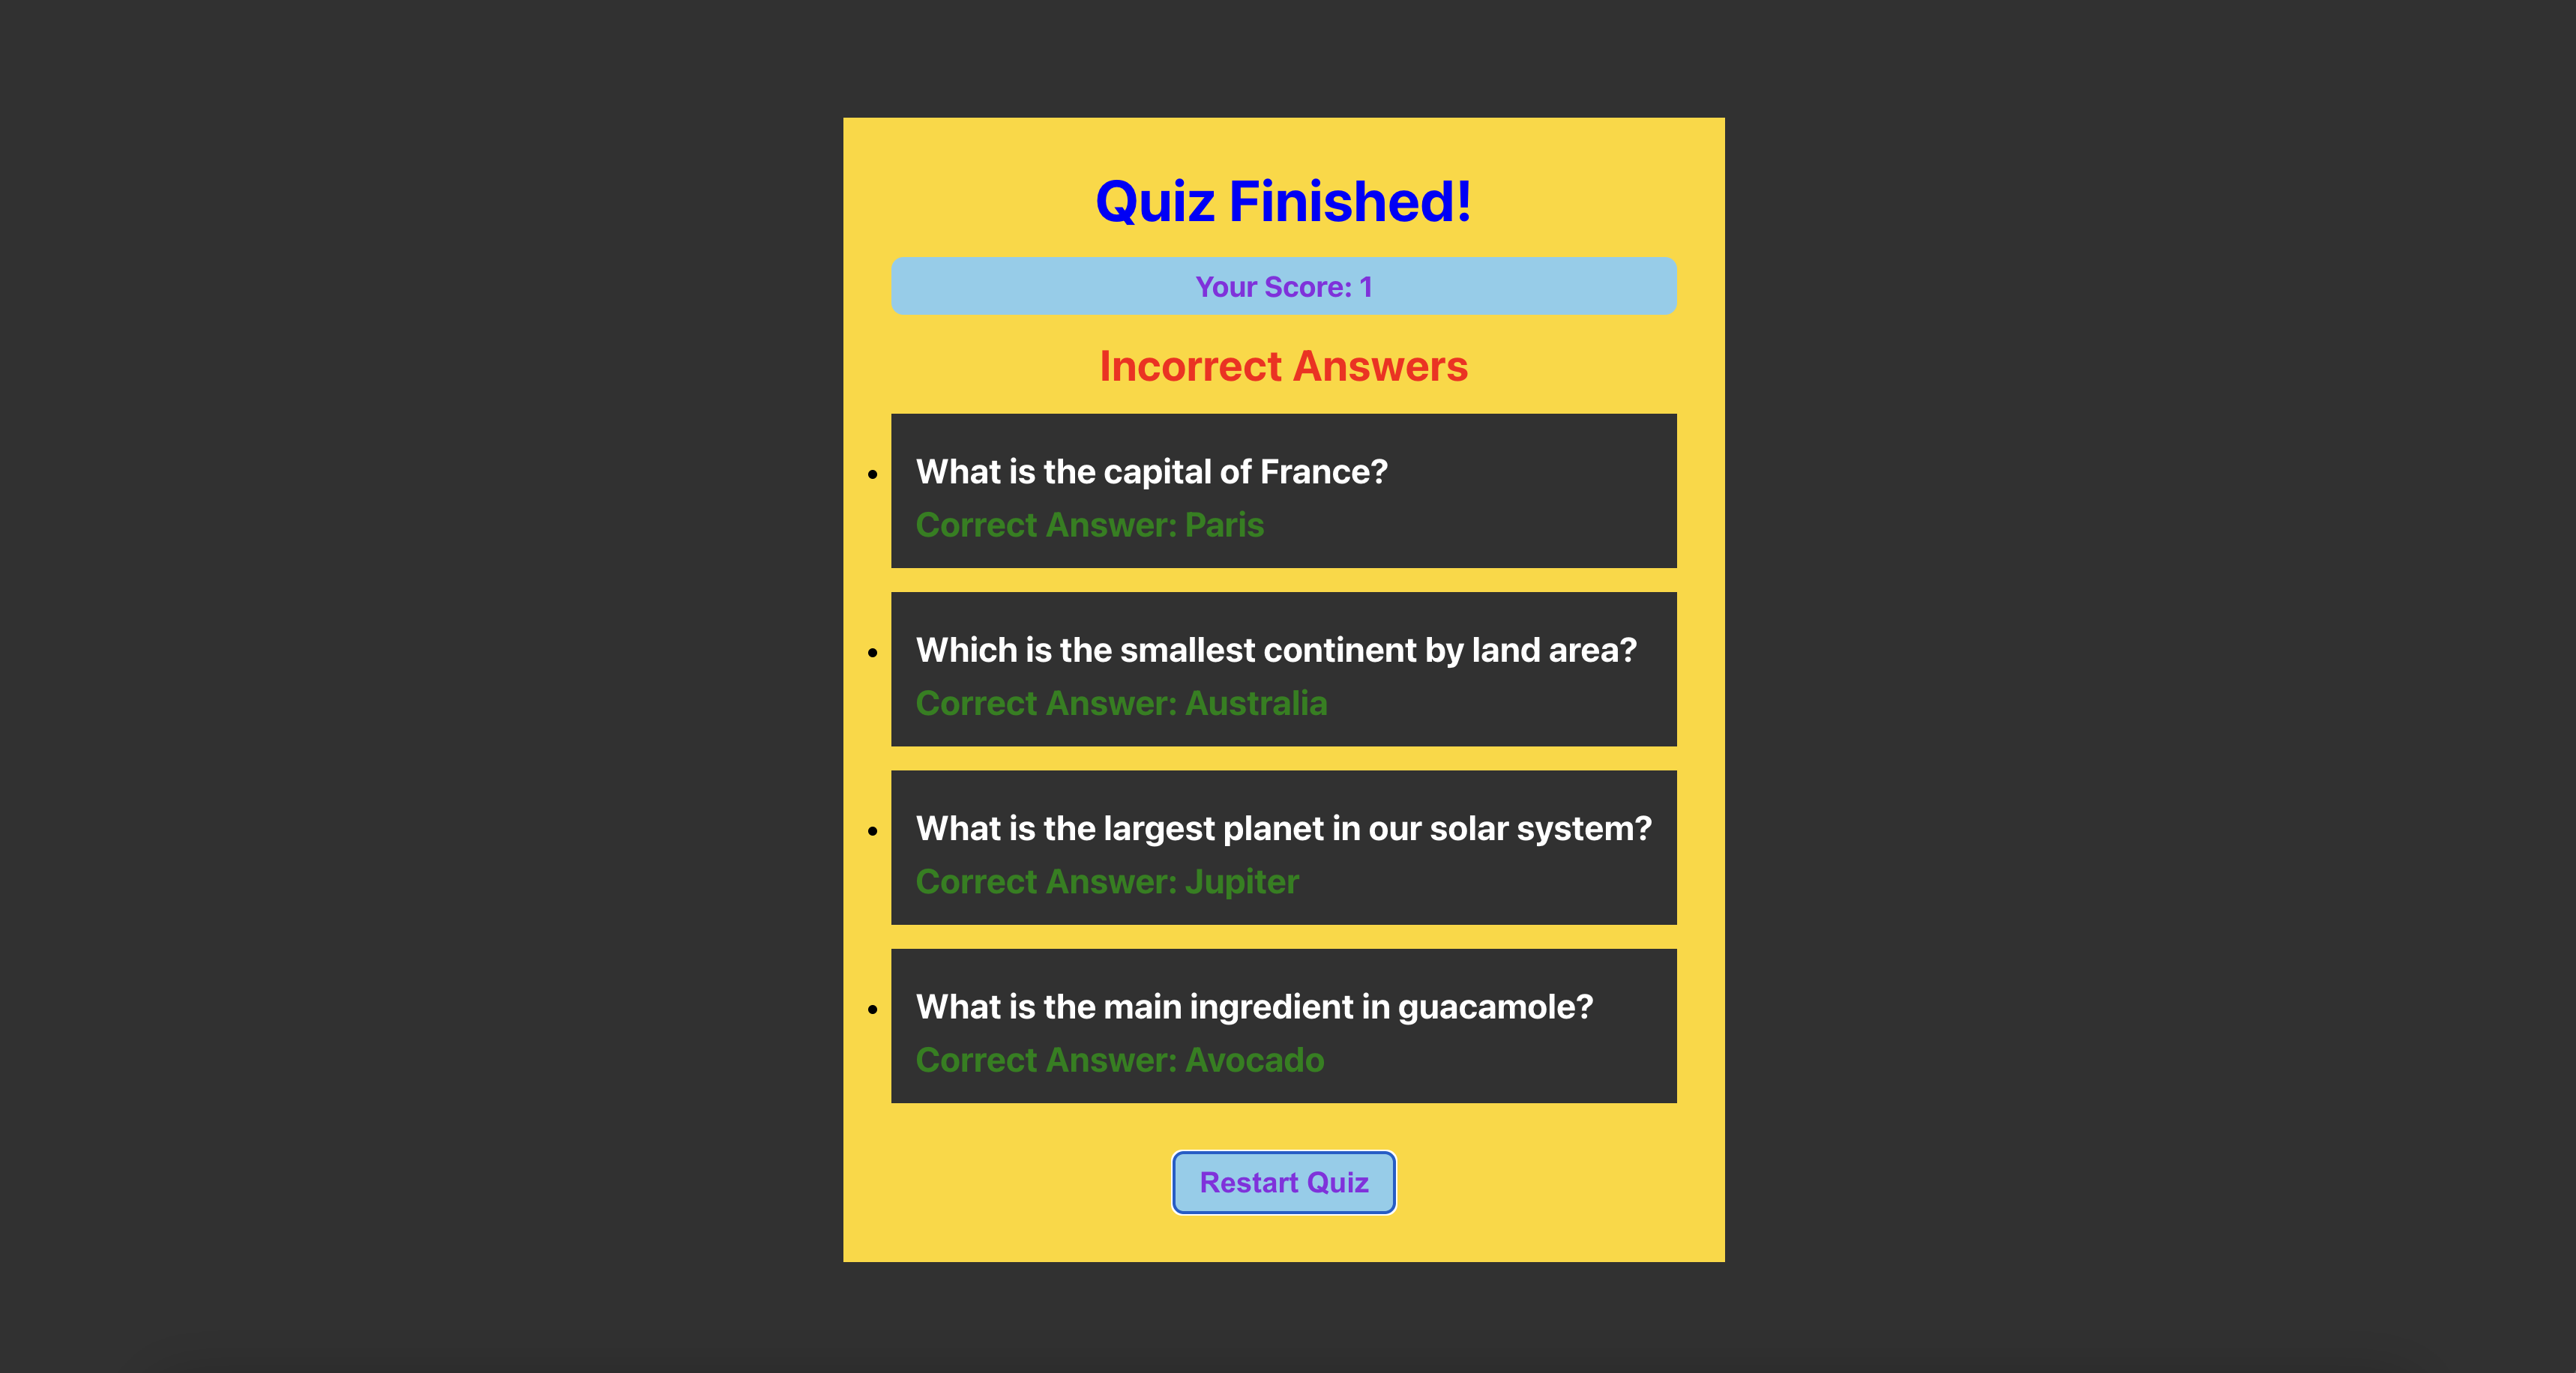 Quiz Finished!
Your Score: 1
Incorrect Answers
What is the capital of France?
Correct Answer: Paris
Which is the smallest continent by land area?
Correct Answer: Australia
What is the largest planet in our solar system?
Correct Answer: Jupiter
What is the main ingredient in guacamole?
Correct Answer: Avocado
Restart Quiz